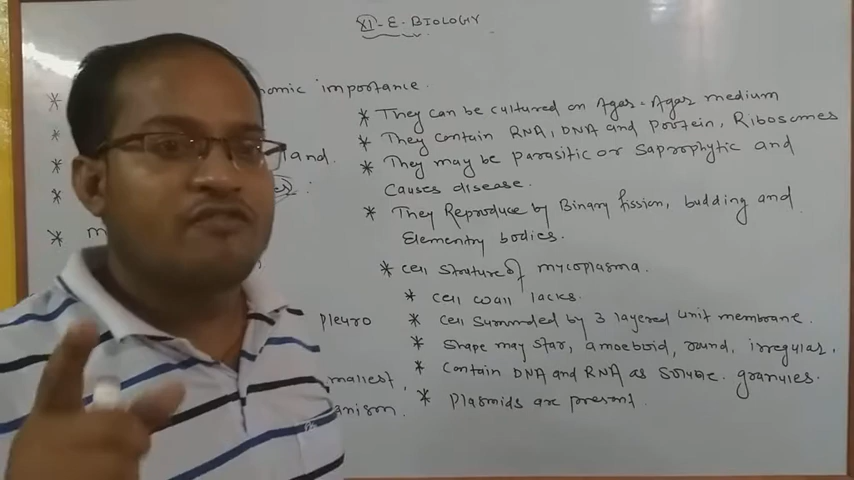 XI - E - BIOLOGY
* nomic importance.
*
* land.
*
* M
pleuro
mallest,
anism.
* They can be cultured on Agar-Agar medium
* They contain RNA, DNA and Protein, Ribosomes
* They may be parasitic or saprophytic and
causes disease.
* They Reproduce by Binary fission, budding and
Elementry bodies.
* cell struture of mycoplasma.
* cell wall lacks.
* cell surrunded by 3 layered unit membrane.
* Shape may star, amoeboid, round, irregular.
* Contain DNA and RNA as soluble granules.
* Plasmids are present.